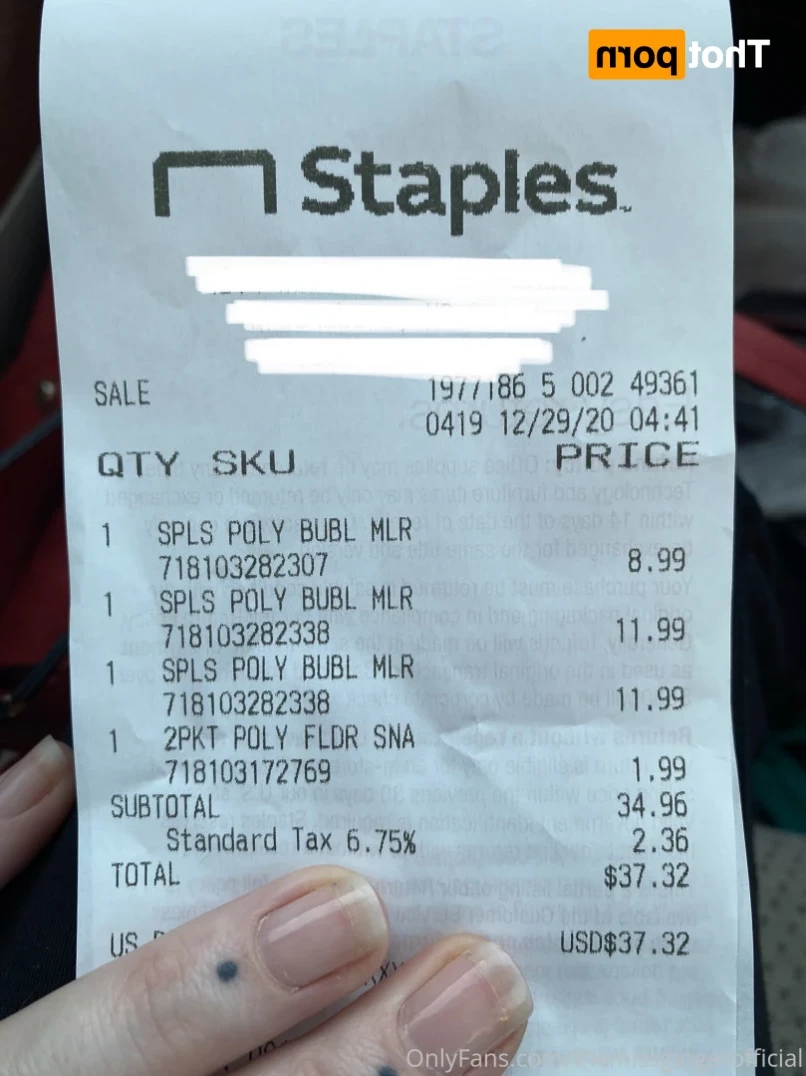 Thot porn
Staples
SALE
1977186 5 002 49361
0419 12/29/20 04:41
QTY SKU PRICE
1 SPLS POLY BUBL MLR
718103282307 8.99
1 SPLS POLY BUBL MLR
718103282338 11.99
1 SPLS POLY BUBL MLR
718103282338 11.99
1 2PKT POLY FLDR SNA
718103172769 1.99
SUBTOTAL 34.96
Standard Tax 6.75% 2.36
TOTAL $37.32
US USD$37.32